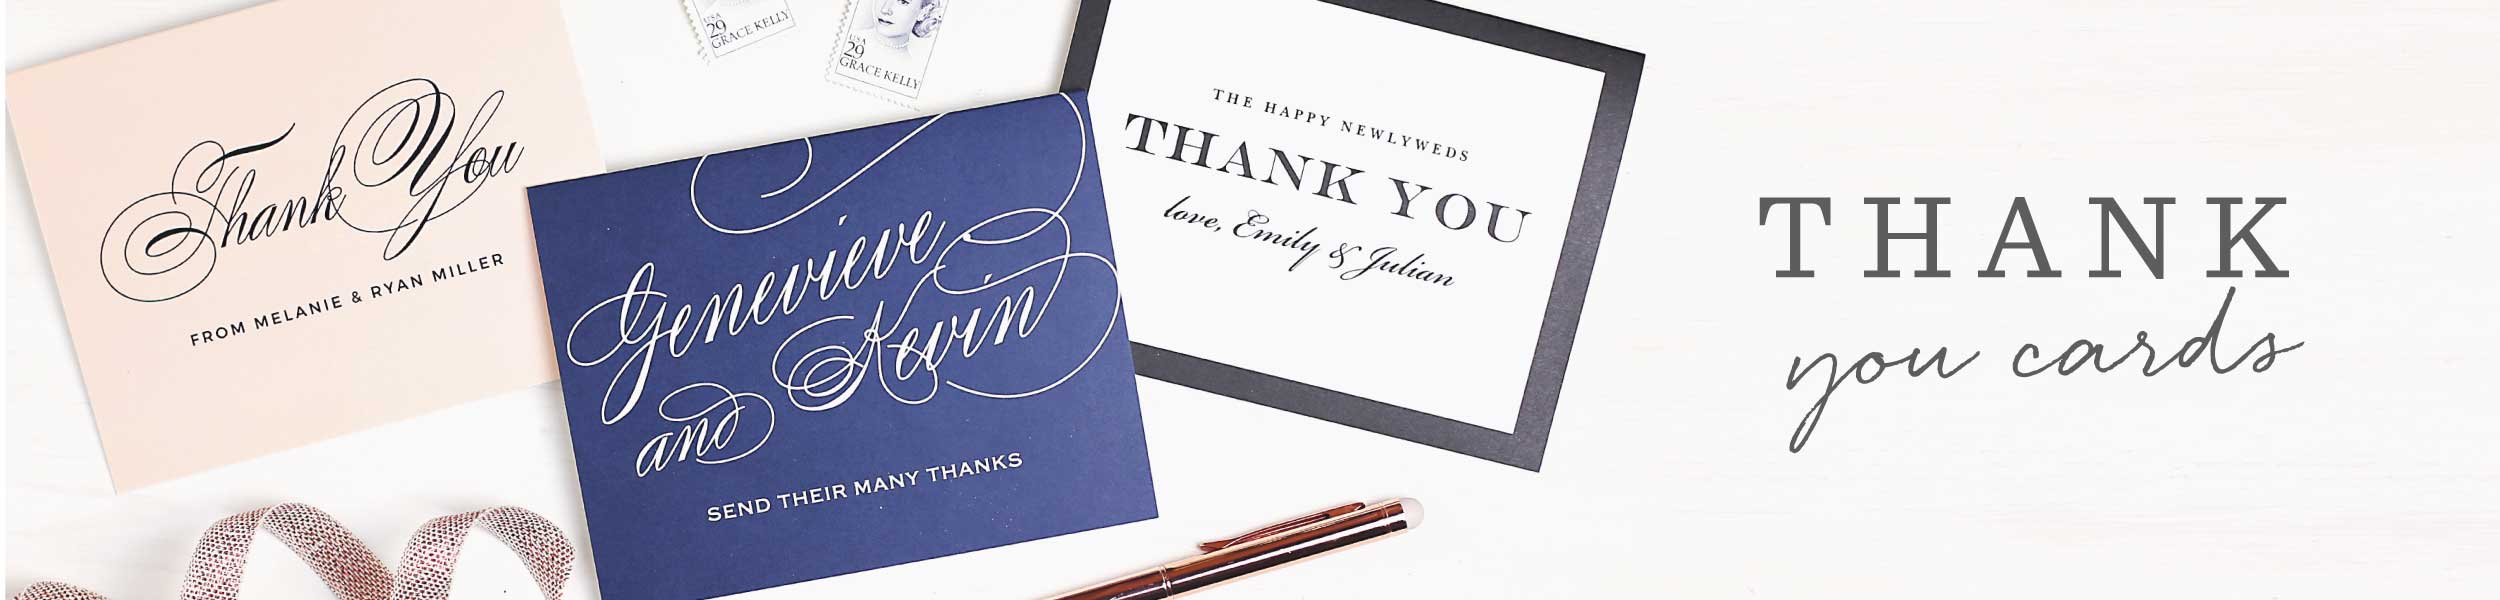 Thank You
FROM MELANIE & RYAN MILLER
USA
29
GRACE KELLY
USA
29
GRACE KELLY
Genevieve
and Kevin
SEND THEIR MANY THANKS
THE HAPPY NEWLYWEDS
THANK YOU
love, Emily & Julian
THANK
you cards